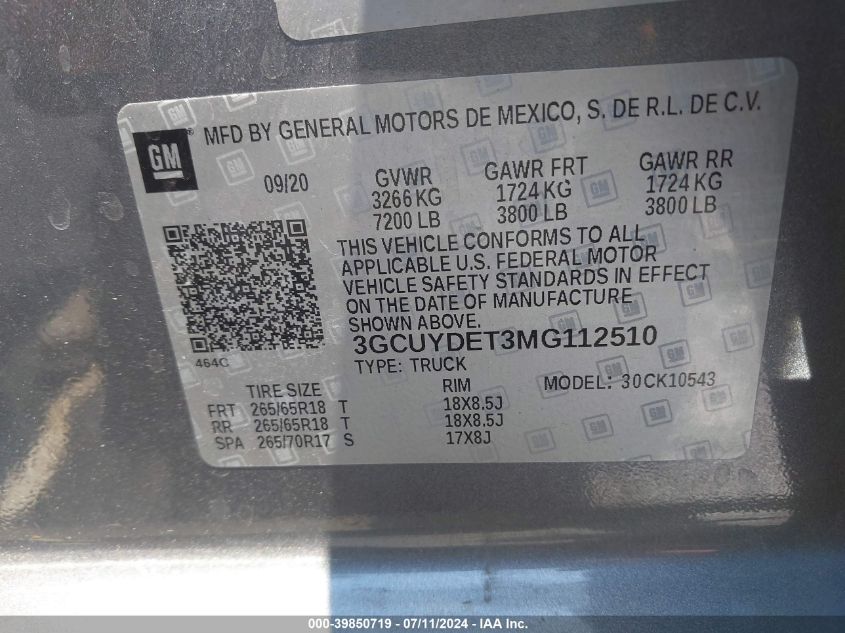 GM
®
MFD BY GENERAL MOTORS DE MEXICO, S. DE R.L. DE C.V.
09/20 GVWR GAWR FRT GAWR RR
3266 KG 1724 KG 1724 KG
7200 LB 3800 LB 3800 LB
THIS VEHICLE CONFORMS TO ALL
APPLICABLE U.S. FEDERAL MOTOR
VEHICLE SAFETY STANDARDS IN EFFECT
ON THE DATE OF MANUFACTURE
SHOWN ABOVE.
464C
3GCUYDET3MG112510
TYPE: TRUCK
TIRE SIZE RIM MODEL: 30CK10543
FRT 265/65R18 T 18X8.5J
RR 265/65R18 T 18X8.5J
SPA 265/70R17 S 17X8J
000-39850719 - 07/11/2024 - IAA Inc.